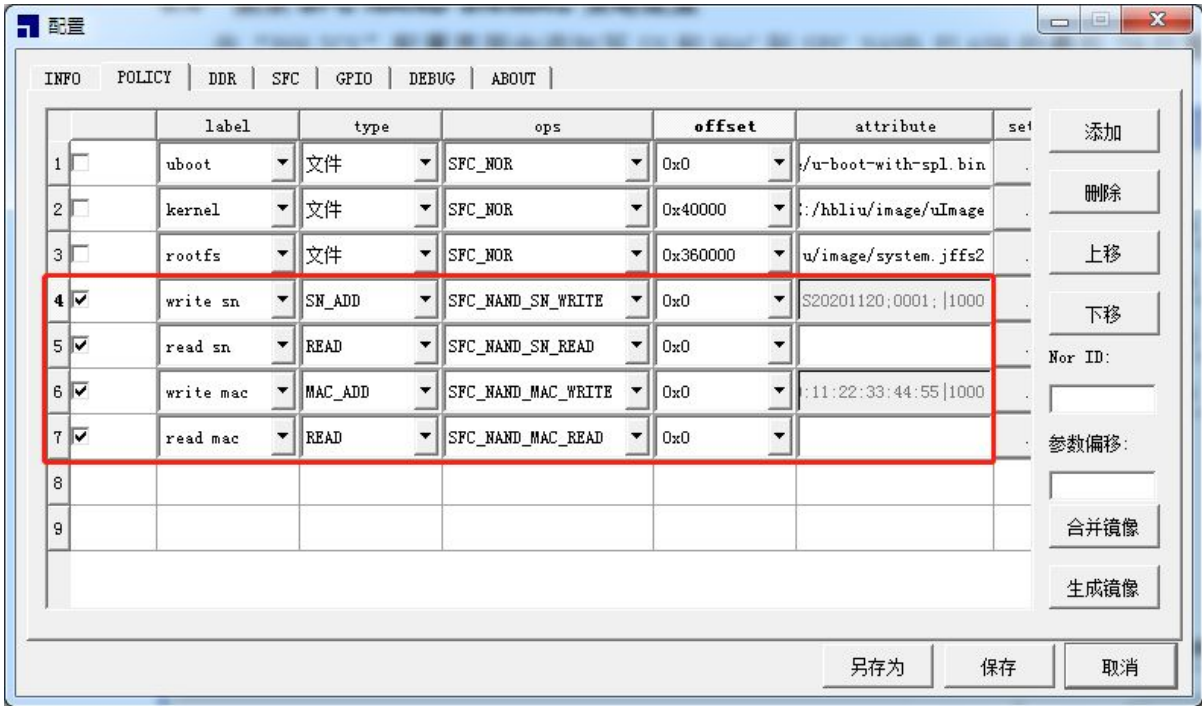 配置
INFO POLICY DDR SFC GPIO DEBUG ABOUT
label type ops offset attribute set
1 uboot 文件 SFC_NOR 0x0 /u-boot-with-spl.bin .
2 kernel 文件 SFC_NOR 0x40000 :/hbliu/image/uImage .
3 rootfs 文件 SFC_NOR 0x360000 u/image/system.jffs2 .
4 write sn SN_ADD SFC_NAND_SN_WRITE 0x0 S20201120;0001; |1000 .
5 read sn READ SFC_NAND_SN_READ 0x0 .
6 write mac MAC_ADD SFC_NAND_MAC_WRITE 0x0 :11:22:33:44:55|1000 .
7 read mac READ SFC_NAND_MAC_READ 0x0 .
8
9
添加
删除
上移
下移
Nor ID:
参数偏移:
合并镜像
生成镜像
另存为 保存 取消